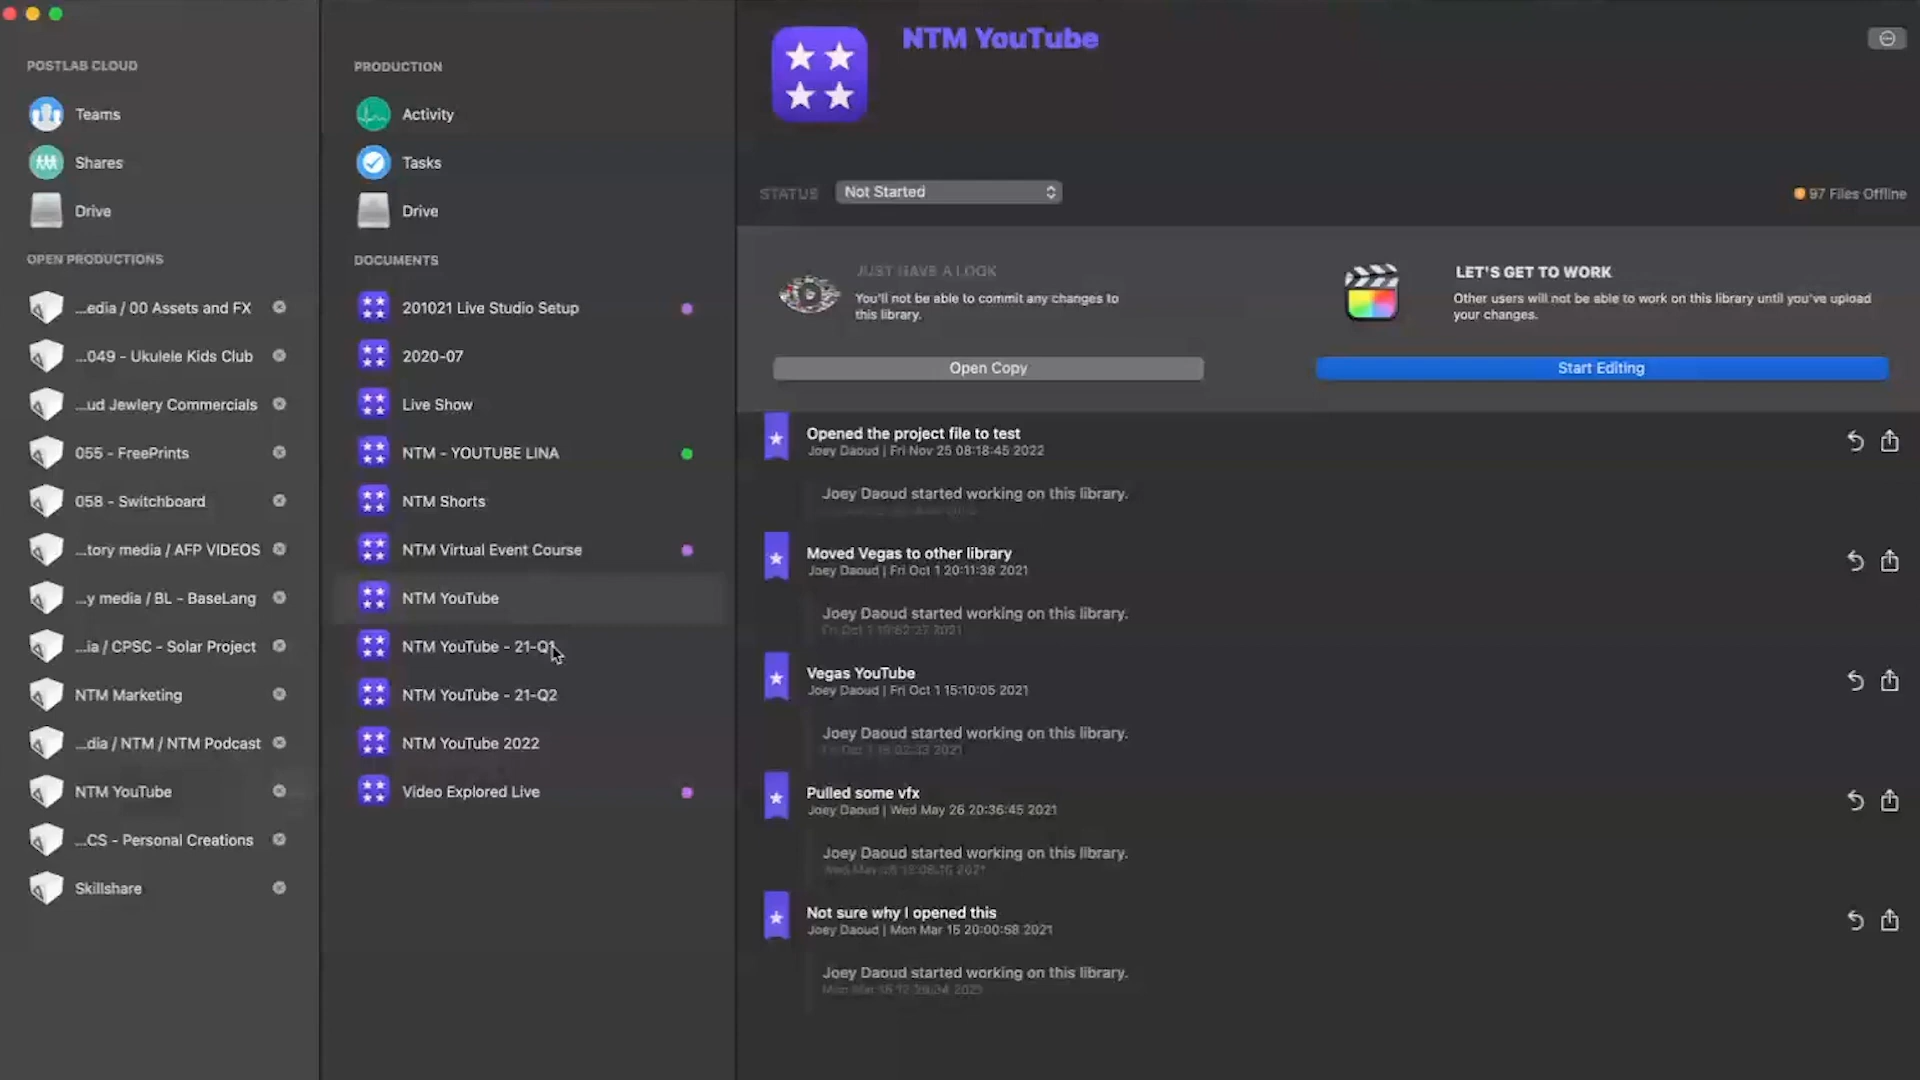 POSTLAB CLOUD
Teams
Shares
Drive
OPEN PRODUCTIONS
...edia / 00 Assets and FX
...049 - Ukulele Kids Club
...ud Jewlery Commercials
055 - FreePrints
058 - Switchboard
...tory media / AFP VIDEOS
...y media / BL - BaseLang
...ia / CPSC - Solar Project
NTM Marketing
...dia / NTM / NTM Podcast
NTM YouTube
...CS - Personal Creations
Skillshare
PRODUCTION
Activity
Tasks
Drive
DOCUMENTS
201021 Live Studio Setup
2020-07
Live Show
NTM - YOUTUBE LINA
NTM Shorts
NTM Virtual Event Course
NTM YouTube
NTM YouTube - 21-Q1
NTM YouTube - 21-Q2
NTM YouTube 2022
Video Explored Live
NTM YouTube
STATUS Not Started
97 Files Offline
JUST HAVE A LOOK
You'll not be able to commit any changes to
this library.
Open Copy
LET'S GET TO WORK
Other users will not be able to work on this library until you've upload
your changes.
Start Editing
Opened the project file to test
Joey Daoud | Fri Nov 25 08:18:45 2022
Joey Daoud started working on this library.
Moved Vegas to other library
Joey Daoud | Fri Oct 1 20:11:38 2021
Joey Daoud started working on this library.
Vegas YouTube
Joey Daoud | Fri Oct 1 15:10:05 2021
Joey Daoud started working on this library.
Pulled some vfx
Joey Daoud | Wed May 26 20:36:45 2021
Joey Daoud started working on this library.
Not sure why I opened this
Joey Daoud | Mon Mar 15 20:00:58 2021
Joey Daoud started working on this library.